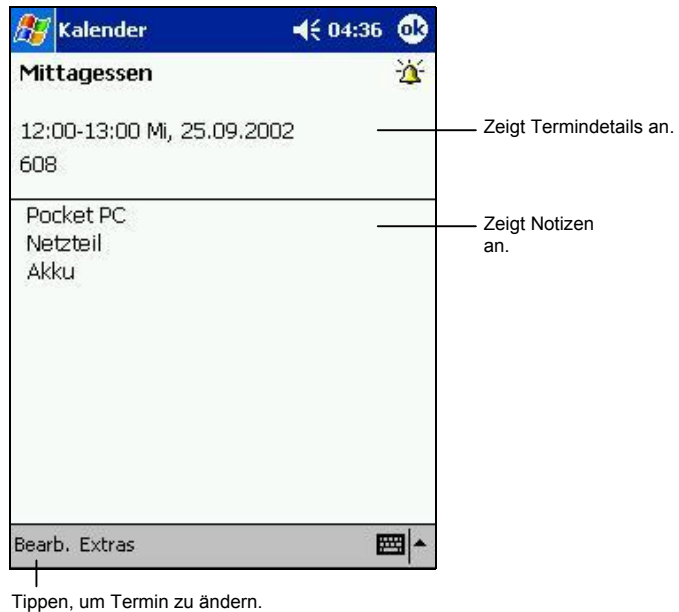 Kalender 04:36 ok
Mittagessen
12:00-13:00 Mi, 25.09.2002
608
Zeigt Termindetails an.
Pocket PC
Netzteil
Akku
Zeigt Notizen
an.
Bearb. Extras
Tippen, um Termin zu ändern.